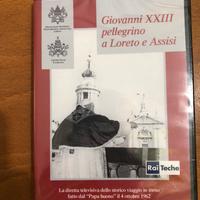 Giovanni XXIII
pellegrino
a Loreto e Assisi
Rai Teche
La diretta televisiva dello storico viaggio in treno
fatto dal "Papa buono" il 4 ottobre 1962